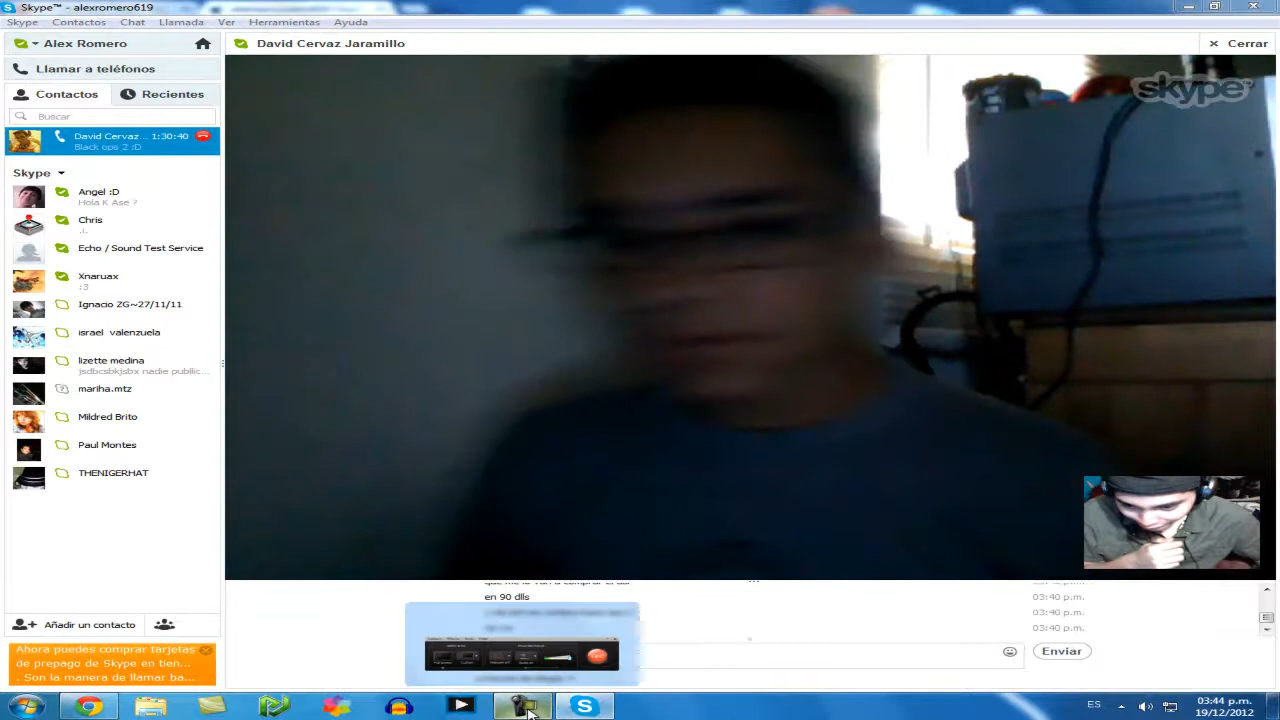 Skype™ - alexromero619
Skype Contactos Chat Llamada Ver Herramientas Ayuda
Alex Romero
David Cervaz Jaramillo
Cerrar
Llamar a teléfonos
Contactos
Recientes
Buscar
David Cervaz... 1:30:40
Black ops 2 :D
Skype
Angel :D
Hola K Ase ?
Chris
.i.
Echo / Sound Test Service
Xnaruax
:3
Ignacio ZG~27/11/11
israel valenzuela
lizette medina
jsdbcsbkjsbx nadie publlic...
mariha.mtz
Mildred Brito
Paul Montes
THENIGERHAT
skype
en 90 dlls
03:40 p.m.
03:40 p.m.
03:40 p.m.
Enviar
Añadir un contacto
Ahora puedes comprar tarjetas
de prepago de Skype en tien...
. Son la manera de llamar ba...
ES
03:44 p.m.
19/12/2012